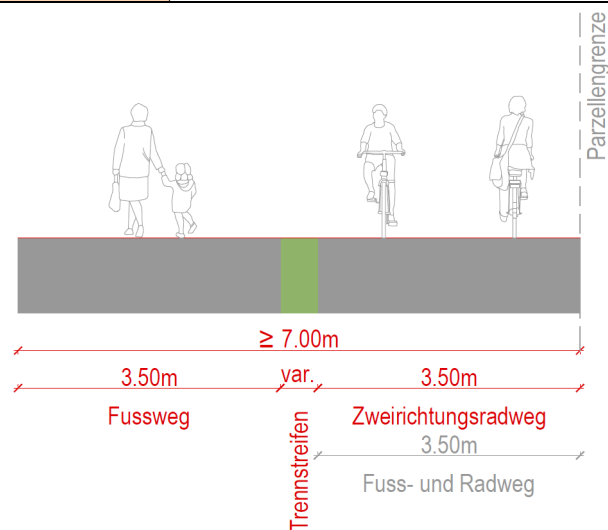 Parzellengrenze
≥ 7.00m
3.50m var. 3.50m
Fussweg Trennstreifen Zweirichtungsradweg
3.50m
Fuss- und Radweg